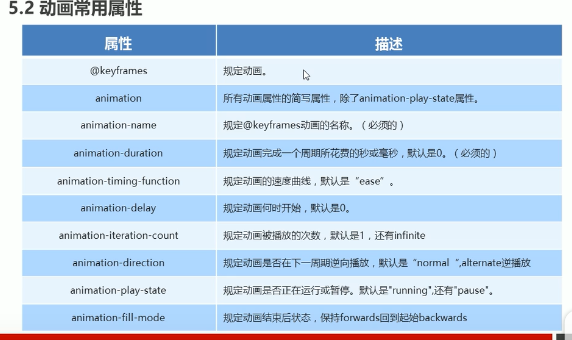 5.2 动画常用属性
属性 描述
@keyframes 规定动画。
animation 所有动画属性的简写属性，除了animation-play-state属性。
animation-name 规定@keyframes动画的名称。（必须的）
animation-duration 规定动画完成一个周期所花费的秒或毫秒，默认是0。（必须的）
animation-timing-function 规定动画的速度曲线，默认是“ease”。
animation-delay 规定动画何时开始，默认是0。
animation-iteration-count 规定动画被播放的次数，默认是1，还有infinite
animation-direction 规定动画是否在下一周期逆向播放，默认是“normal “,alternate逆播放
animation-play-state 规定动画是否正在运行或暂停。默认是"running",还有"pause"。
animation-fill-mode 规定动画结束后状态，保持forwards回到起始backwards